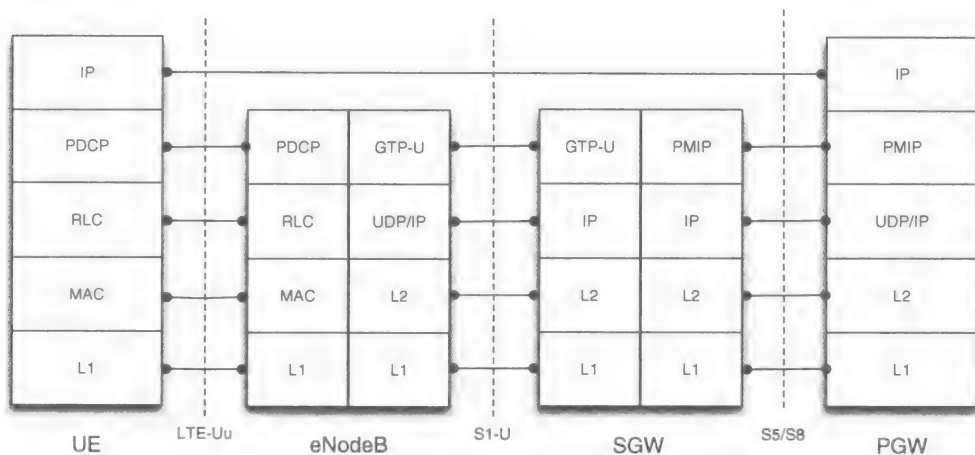 IP IP
PDCP PDCP GTP-U GTP-U PMIP PMIP
RLC RLC UDP/IP IP IP UDP/IP
MAC MAC L2 L2 L2 L2
L1 L1 L1 L1 L1 L1
UE LTE-Uu eNodeB S1-U SGW S5/S8 PGW